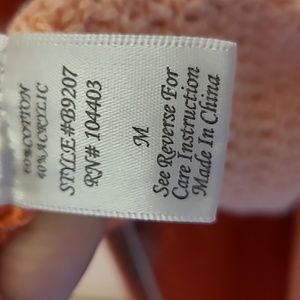 60%COTTON
40%ACRYLIC
STYLE#B9207
RN# 104403
M
See Reverse For
Care Instruction
Made In China